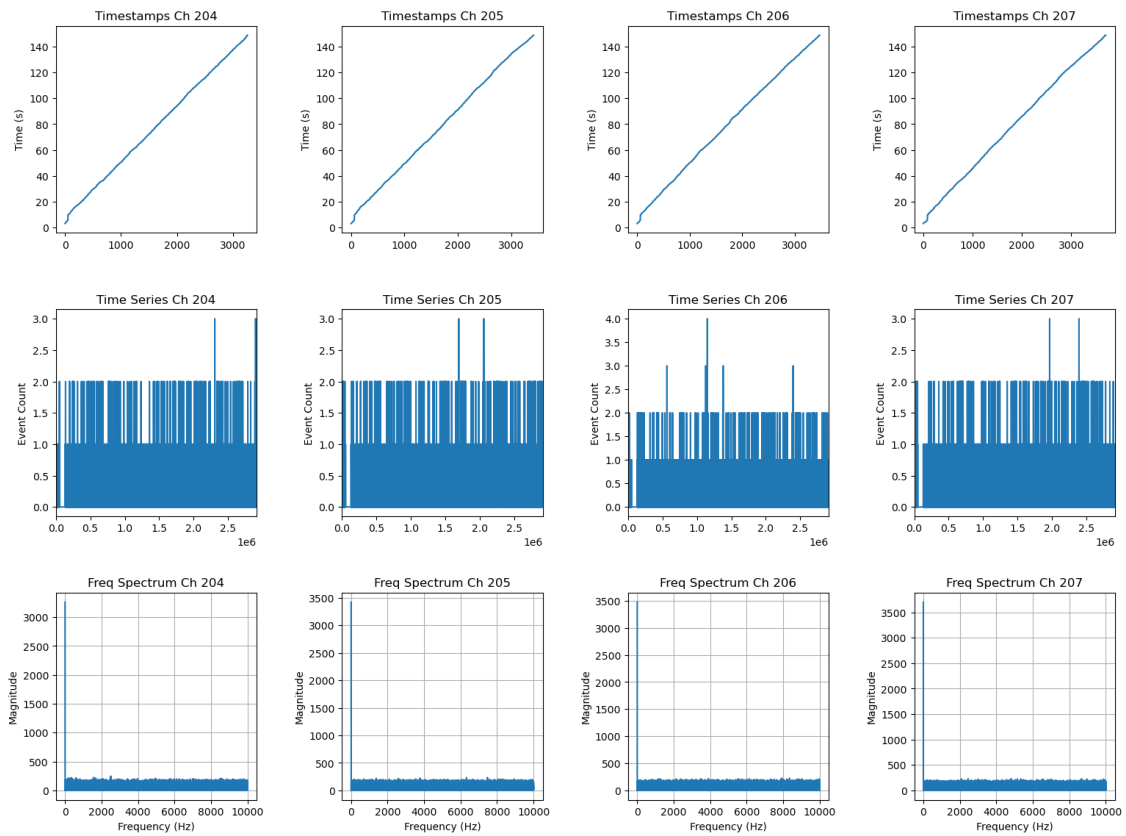 Timestamps Ch 204 Timestamps Ch 205 Timestamps Ch 206 Timestamps Ch 207
Time (s) Time (s) Time (s) Time (s)
140 140 140 140
120 120 120 120
100 100 100 100
80 80 80 80
60 60 60 60
40 40 40 40
20 20 20 20
0 0 0 0
0 1000 2000 3000 0 1000 2000 3000 0 1000 2000 3000 0 1000 2000 3000
Time Series Ch 204 Time Series Ch 205 Time Series Ch 206 Time Series Ch 207
Event Count Event Count Event Count Event Count
3.0 3.0 4.0 3.0
2.5 2.5 3.5 2.5
2.0 2.0 3.0 2.0
1.5 1.5 2.5 1.5
1.0 1.0 2.0 1.0
0.5 0.5 1.5 0.5
0.0 0.0 1.0 0.0
0.5
0.0
0.0 0.5 1.0 1.5 2.0 2.5 0.0 0.5 1.0 1.5 2.0 2.5 0.0 0.5 1.0 1.5 2.0 2.5 0.0 0.5 1.0 1.5 2.0 2.5
1e6 1e6 1e6 1e6
Freq Spectrum Ch 204 Freq Spectrum Ch 205 Freq Spectrum Ch 206 Freq Spectrum Ch 207
Magnitude Magnitude Magnitude Magnitude
3500 3500 3500
3000 3000 3000 3000
2500 2500 2500 2500
2000 2000 2000 2000
1500 1500 1500 1500
1000 1000 1000 1000
500 500 500 500
0 0 0 0
0 2000 4000 6000 8000 10000 0 2000 4000 6000 8000 10000 0 2000 4000 6000 8000 10000 0 2000 4000 6000 8000 10000
Frequency (Hz) Frequency (Hz) Frequency (Hz) Frequency (Hz)